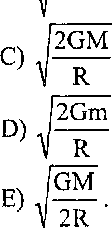 C) √(2GM/R)
D) √(2Gm/R)
E) √(GM/2R).